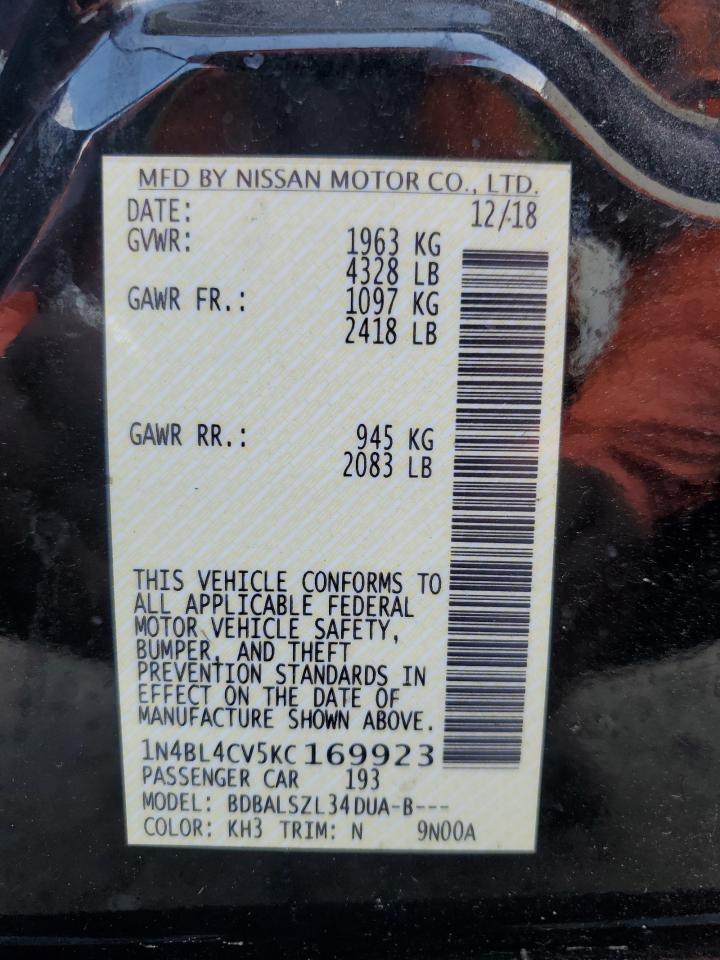 MFD BY NISSAN MOTOR CO., LTD.
DATE: 12/18
GVWR: 1963 KG
4328 LB
GAWR FR.: 1097 KG
2418 LB
GAWR RR.: 945 KG
2083 LB
THIS VEHICLE CONFORMS TO
ALL APPLICABLE FEDERAL
MOTOR VEHICLE SAFETY,
BUMPER, AND THEFT
PREVENTION STANDARDS IN
EFFECT ON THE DATE OF
MANUFACTURE SHOWN ABOVE.
1N4BL4CV5KC169923
PASSENGER CAR 193
MODEL: BDBALSZL34DUA-B---
COLOR: KH3 TRIM: N 9N00A